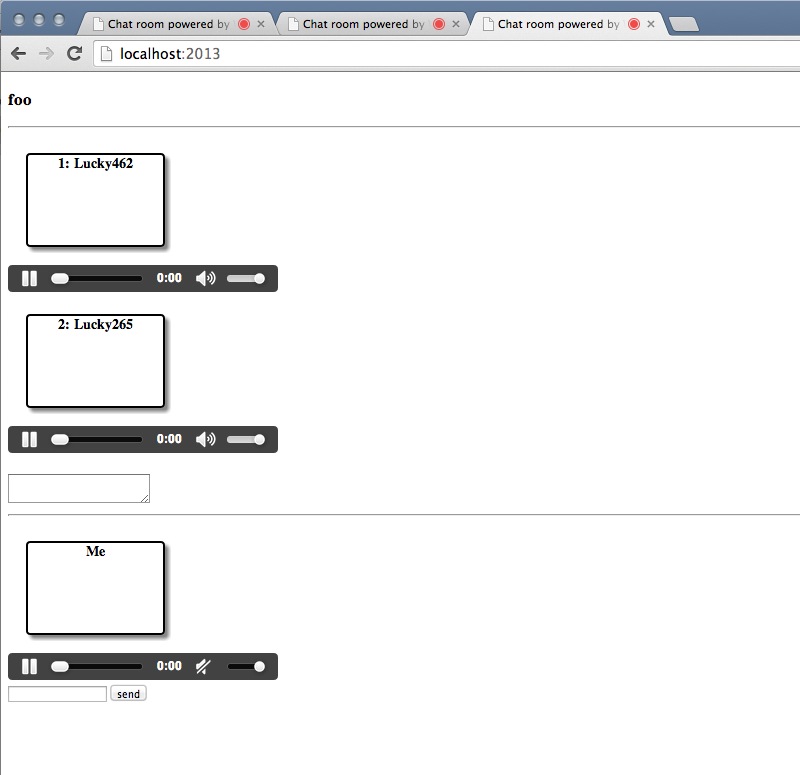 Chat room powered by Chat room powered by Chat room powered by
localhost:2013
foo
1: Lucky462
0:00
2: Lucky265
0:00
Me
0:00
send